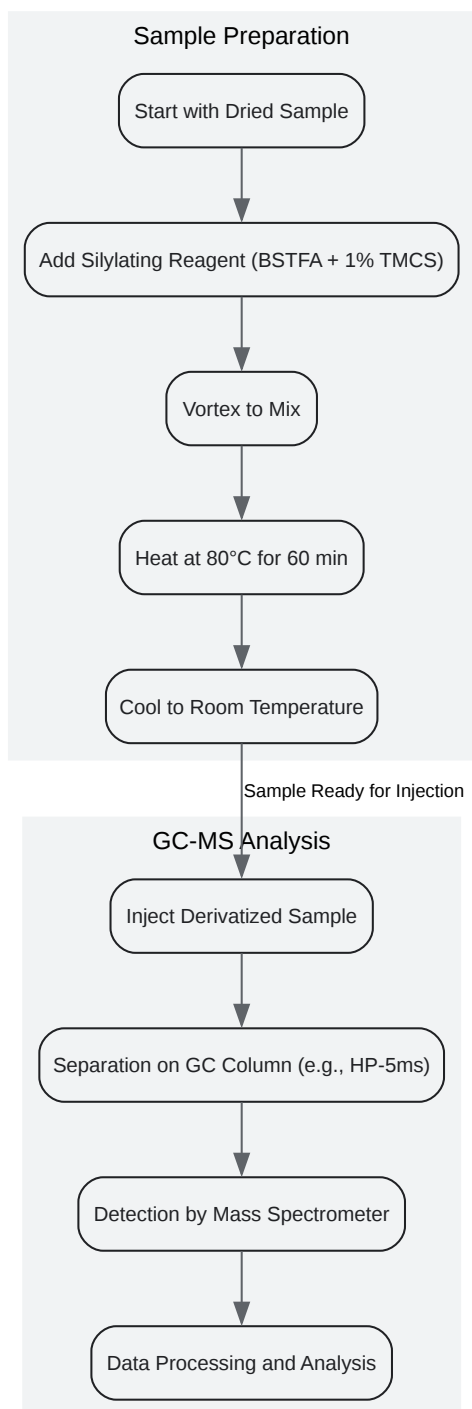 Sample Preparation
Start with Dried Sample
Add Silylating Reagent (BSTFA + 1% TMCS)
Vortex to Mix
Heat at 80°C for 60 min
Cool to Room Temperature
Sample Ready for Injection
GC-MS Analysis
Inject Derivatized Sample
Separation on GC Column (e.g., HP-5ms)
Detection by Mass Spectrometer
Data Processing and Analysis